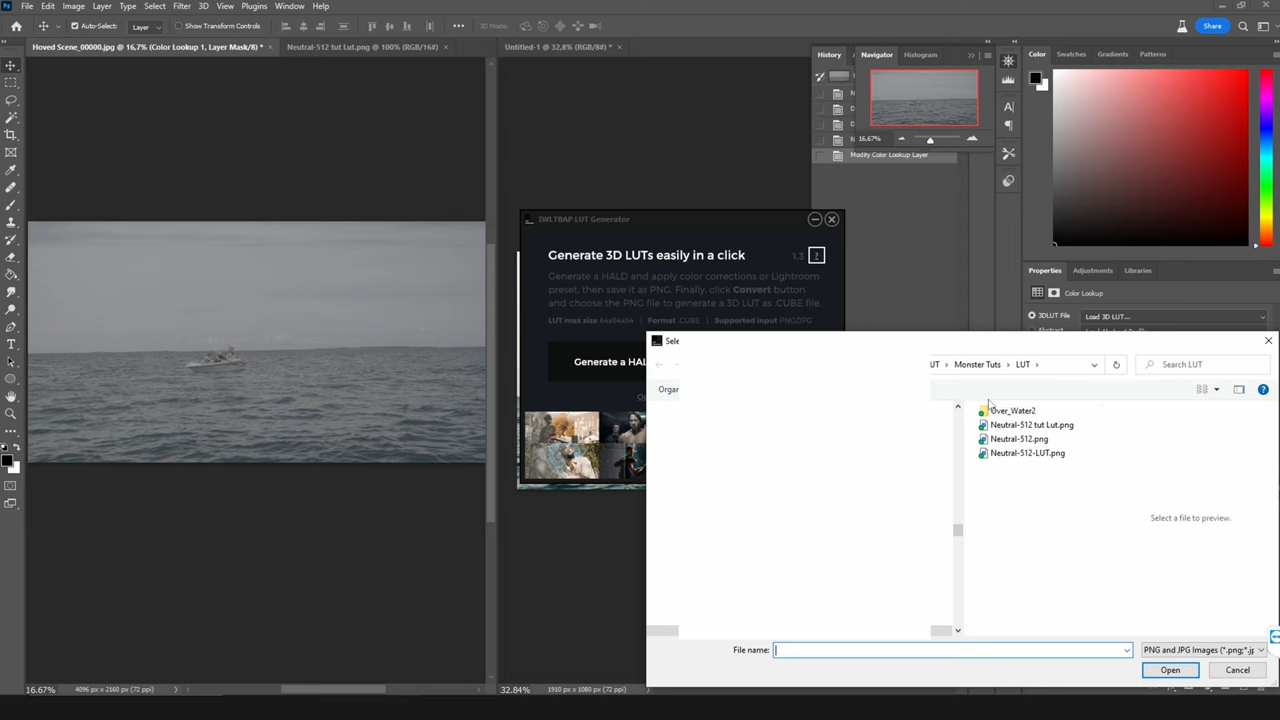 File Edit Image Layer Type Select Filter 3D View Plugins Window Help
Auto-Select: Layer Show Transform Controls Share
Hoved Scene_00000.jpg @ 16,7% (Color Lookup 1, Layer Mask/8) * × Neutral-512 tut Lut.png @ 100% (RGB/16#) × Untitled-1 @ 32,8% (RGB/8#) * ×
History Navigator Histogram
Color Swatches Gradients Patterns
16.67%
Modify Color Lookup Layer
IWLTBAP LUT Generator
Generate 3D LUTs easily in a click 1.3 ?
Generate a HALD and apply color corrections or Lightroom
preset, then save it as PNG. Finally, click Convert button
and choose the PNG file to generate a 3D LUT as .CUBE file.
LUT max size 64x64x64 | Format .CUBE | Supported input PNG/JPG
Generate a HAL
Properties Adjustments Libraries
Color Lookup
3DLUT File Load 3D LUT...
Sele
UT › Monster Tuts › LUT › Search LUT
Organ
Over_Water2
Neutral-512 tut Lut.png
Neutral-512.png
Neutral-512-LUT.png
Select a file to preview.
File name: PNG and JPG Images (*.png;*.jp
Open Cancel
16.67% 4096 px x 2160 px (72 ppi) 32.84% 1910 px x 1080 px (72 ppi)